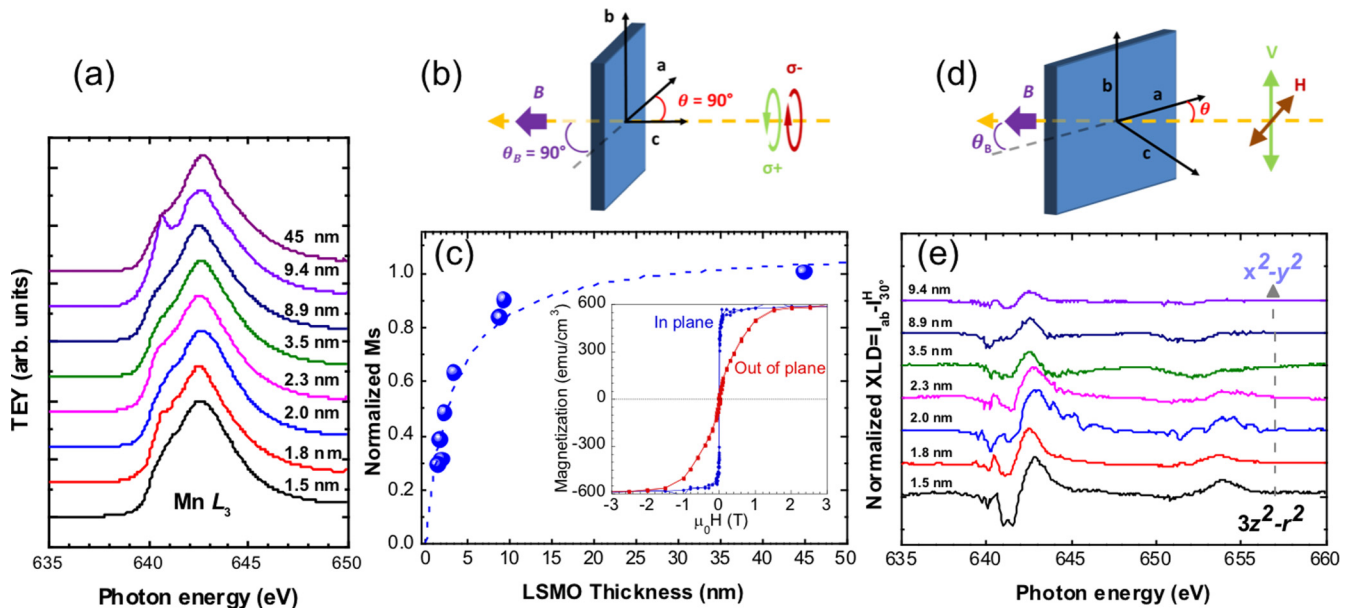 (a)
TEY (arb. units)
45 nm
9.4 nm
8.9 nm
3.5 nm
2.3 nm
2.0 nm
1.8 nm
1.5 nm
Mn L₃
635 640 645 650
Photon energy (eV)
(b)
b
a
B
θ = 90°
σ-
c
θ_B = 90°
σ+
(c)
Normalized Ms
1.0
0.8
0.6
0.4
0.2
0.0
0 5 10 15 20 25 30 35 40 45 50
LSMO Thickness (nm)
Magnetization (emu/cm³)
600
300
0
-300
-600
In plane
Out of plane
-3 -2 -1 0 1 2 3
μ₀H (T)
(d)
b
V
B
a
θ
H
θ_B
c
(e)
Normalized XLD=I_ab-I^H_30°
x²-y²
9.4 nm
8.9 nm
3.5 nm
2.3 nm
2.0 nm
1.8 nm
1.5 nm
3z²-r²
635 640 645 650 655 660
Photon energy (eV)